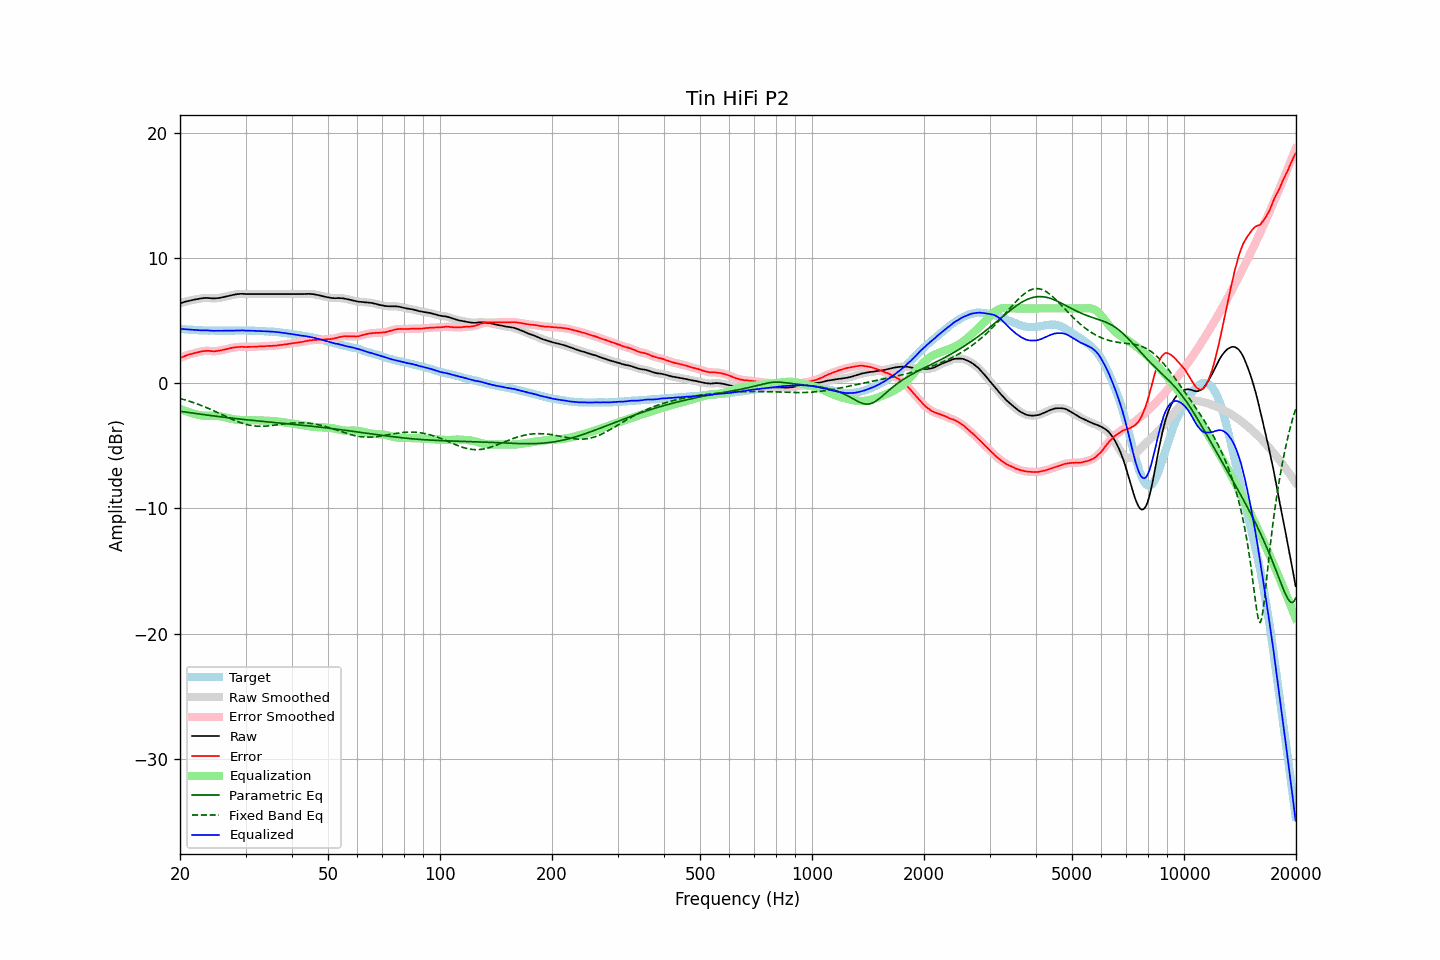 Tin HiFi P2
Amplitude (dBr)
20
10
0
−10
−20
−30
Target
Raw Smoothed
Error Smoothed
Raw
Error
Equalization
Parametric Eq
Fixed Band Eq
Equalized
20 50 100 200 500 1000 2000 5000 10000 20000
Frequency (Hz)